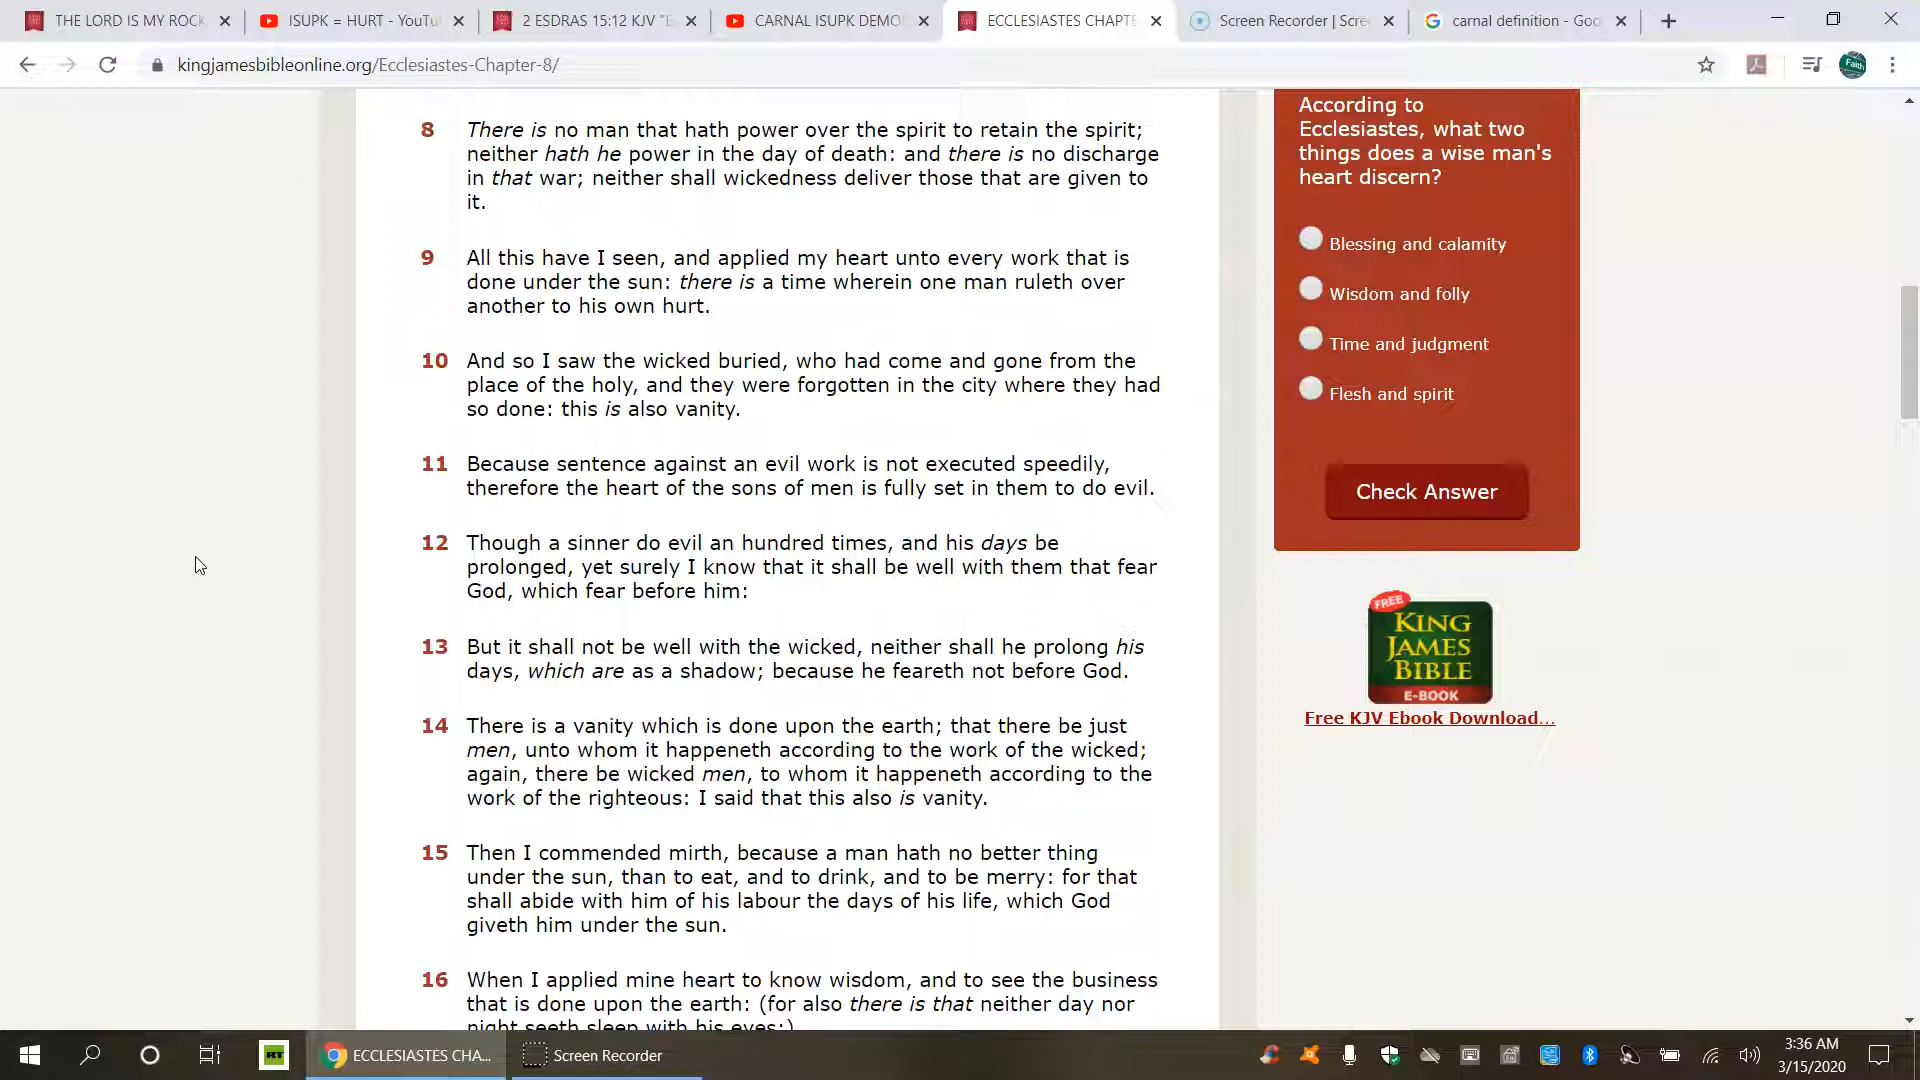 THE LORD IS MY ROCK
ISUPK = HURT - YouTu
2 ESDRAS 15:12 KJV "E
CARNAL ISUPK DEMO
ECCLESIASTES CHAPTE
Screen Recorder | Scre
carnal definition - Goo
kingjamesbibleonline.org/Ecclesiastes-Chapter-8/
Faith
8 There is no man that hath power over the spirit to retain the spirit;
neither hath he power in the day of death: and there is no discharge
in that war; neither shall wickedness deliver those that are given to
it.
9 All this have I seen, and applied my heart unto every work that is
done under the sun: there is a time wherein one man ruleth over
another to his own hurt.
10 And so I saw the wicked buried, who had come and gone from the
place of the holy, and they were forgotten in the city where they had
so done: this is also vanity.
11 Because sentence against an evil work is not executed speedily,
therefore the heart of the sons of men is fully set in them to do evil.
12 Though a sinner do evil an hundred times, and his days be
prolonged, yet surely I know that it shall be well with them that fear
God, which fear before him:
13 But it shall not be well with the wicked, neither shall he prolong his
days, which are as a shadow; because he feareth not before God.
14 There is a vanity which is done upon the earth; that there be just
men, unto whom it happeneth according to the work of the wicked;
again, there be wicked men, to whom it happeneth according to the
work of the righteous: I said that this also is vanity.
15 Then I commended mirth, because a man hath no better thing
under the sun, than to eat, and to drink, and to be merry: for that
shall abide with him of his labour the days of his life, which God
giveth him under the sun.
16 When I applied mine heart to know wisdom, and to see the business
that is done upon the earth: (for also there is that neither day nor
night seeth sleep with his eyes:)
According to
Ecclesiastes, what two
things does a wise man's
heart discern?
Blessing and calamity
Wisdom and folly
Time and judgment
Flesh and spirit
Check Answer
FREE
KING
JAMES
BIBLE
E-BOOK
Free KJV Ebook Download...
RT
ECCLESIASTES CHA...
Screen Recorder
3:36 AM
3/15/2020